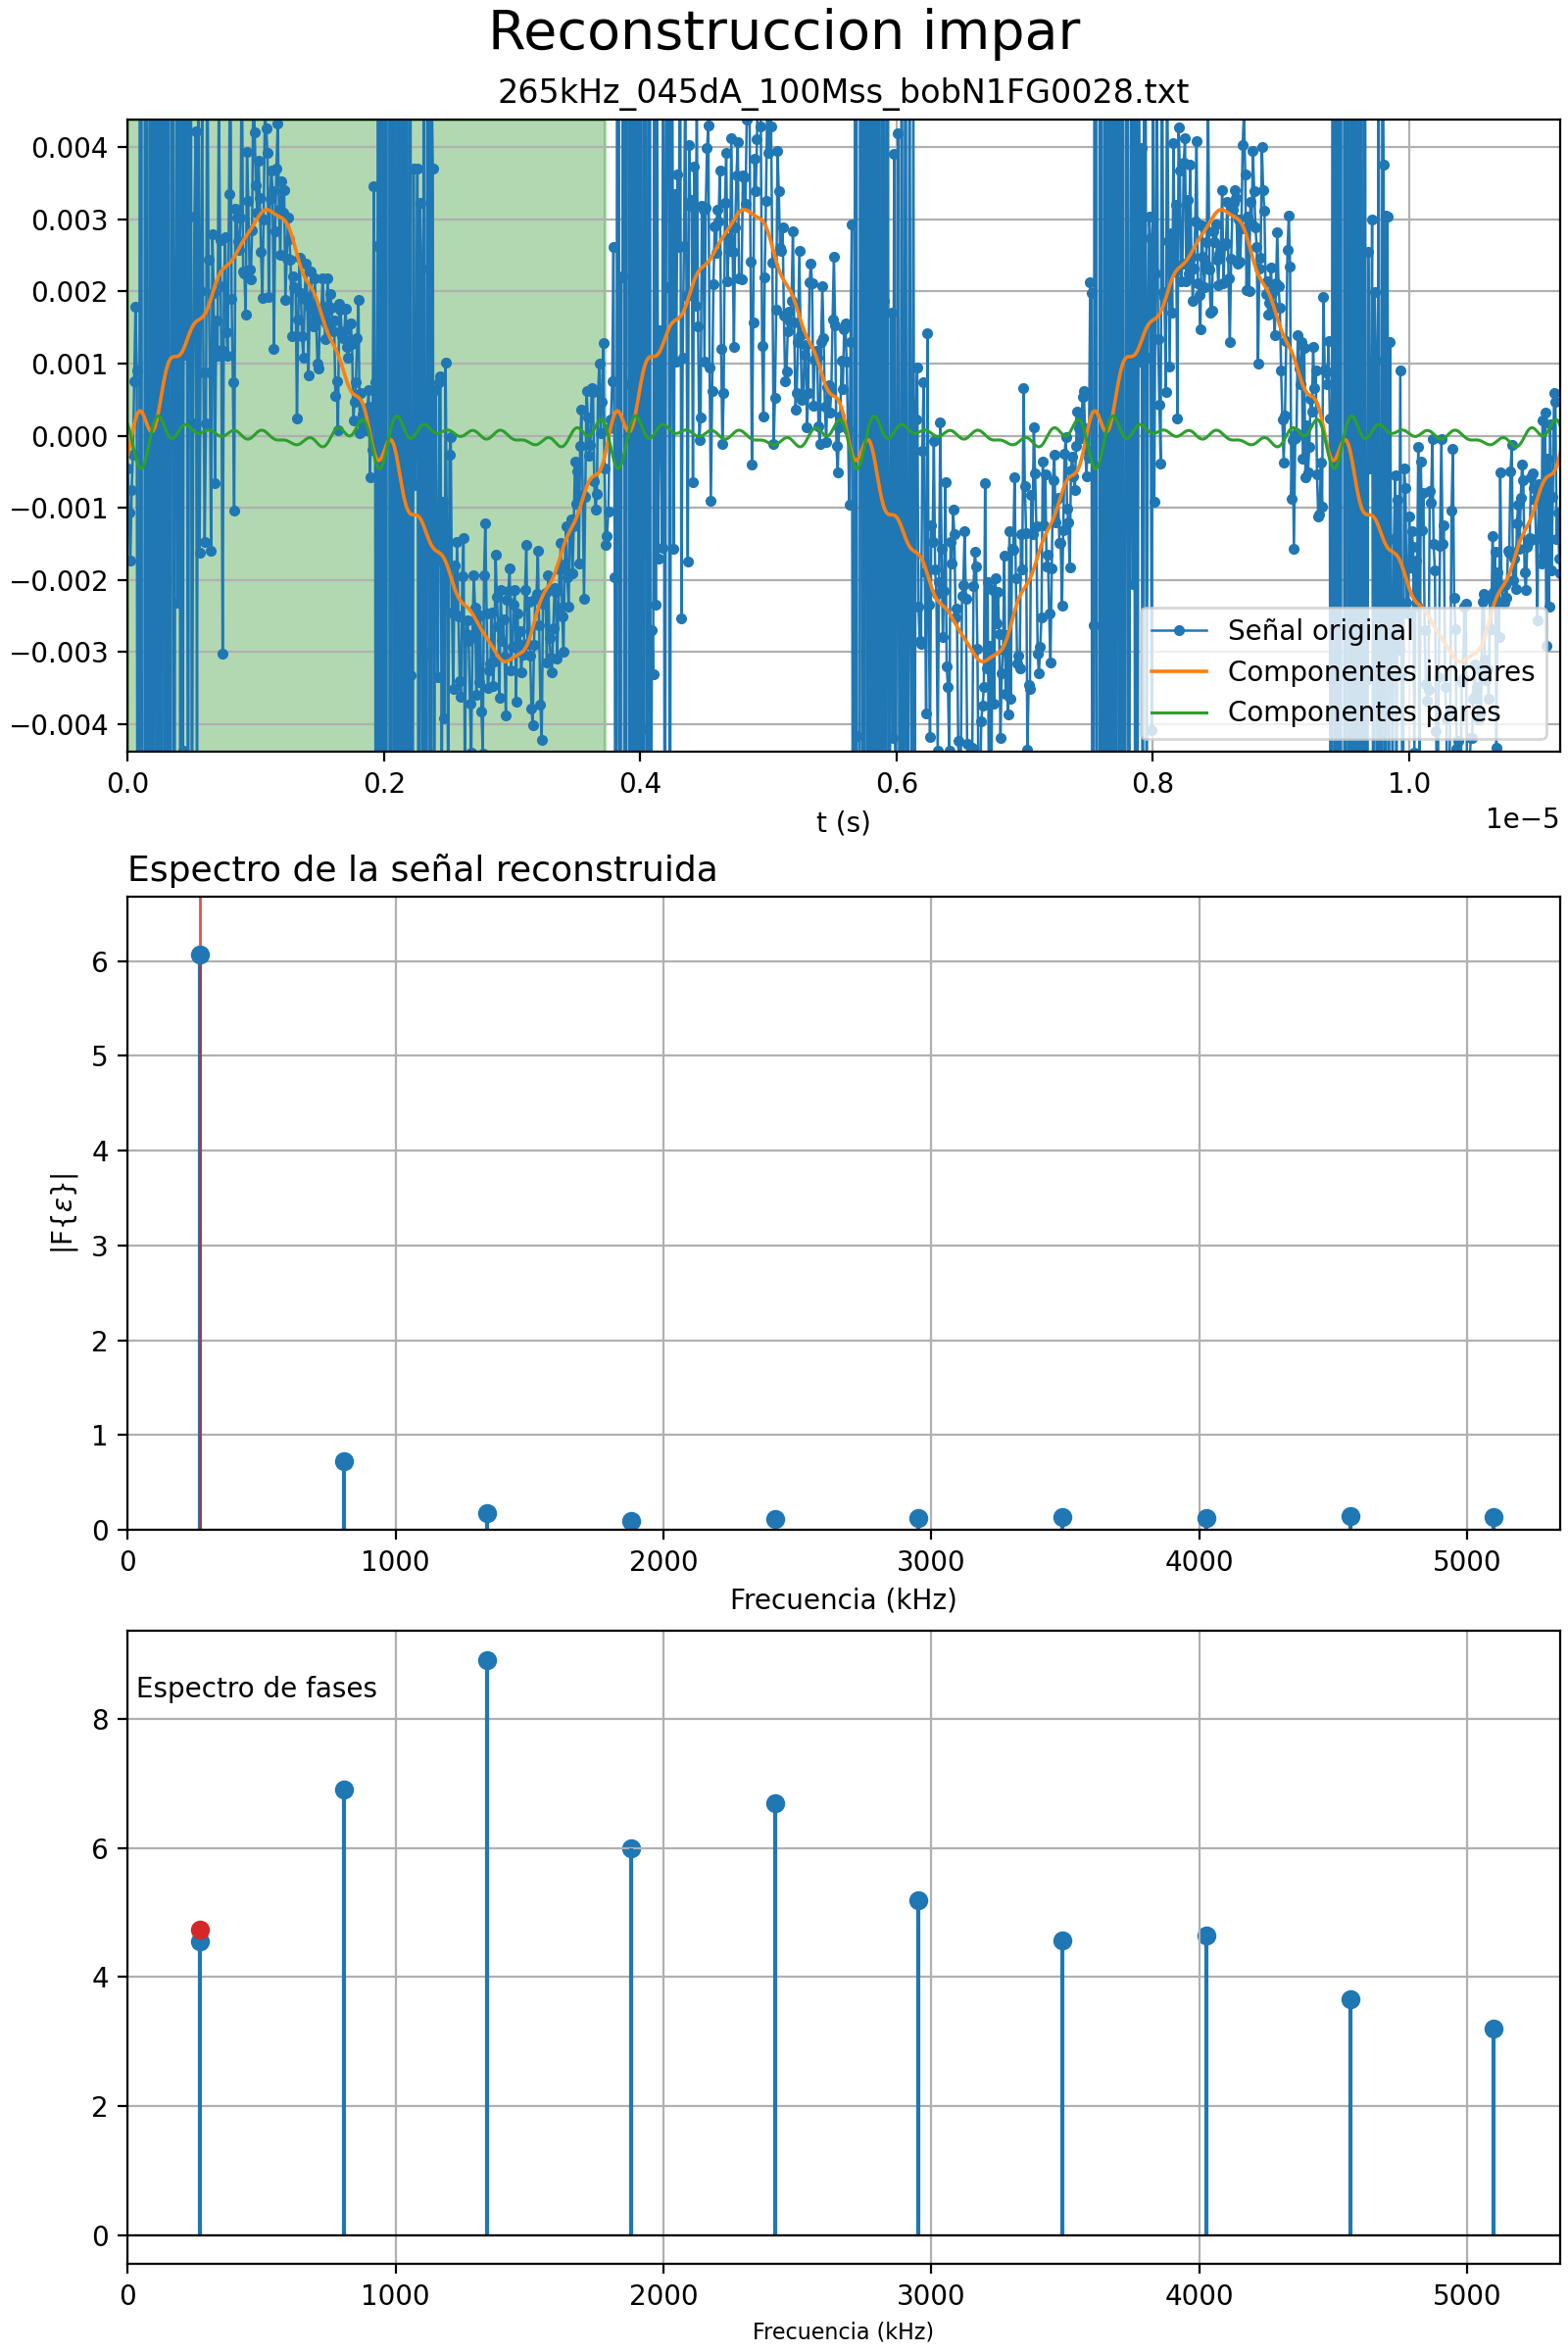 Reconstruccion impar
265kHz_045dA_100Mss_bobN1FG0028.txt
0.004
0.003
0.002
0.001
0.000
−0.001
−0.002
−0.003
−0.004
Señal original
Componentes impares
Componentes pares
0.0 0.2 0.4 0.6 0.8 1.0
1e−5
t (s)
Espectro de la señal reconstruida
6
5
4
3
2
1
0
|F{ε}|
0 1000 2000 3000 4000 5000
Frecuencia (kHz)
Espectro de fases
8
6
4
2
0
0 1000 2000 3000 4000 5000
Frecuencia (kHz)